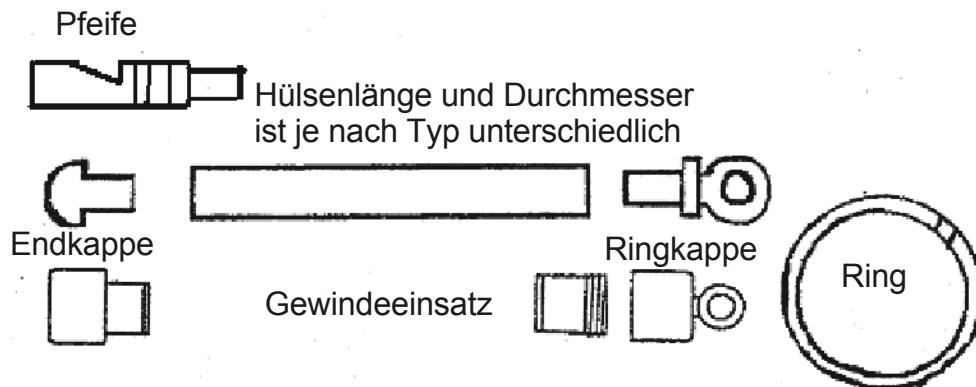 Pfeife
Hülsenlänge und Durchmesser
ist je nach Typ unterschiedlich
Endkappe
Ringkappe
Ring
Gewindeeinsatz